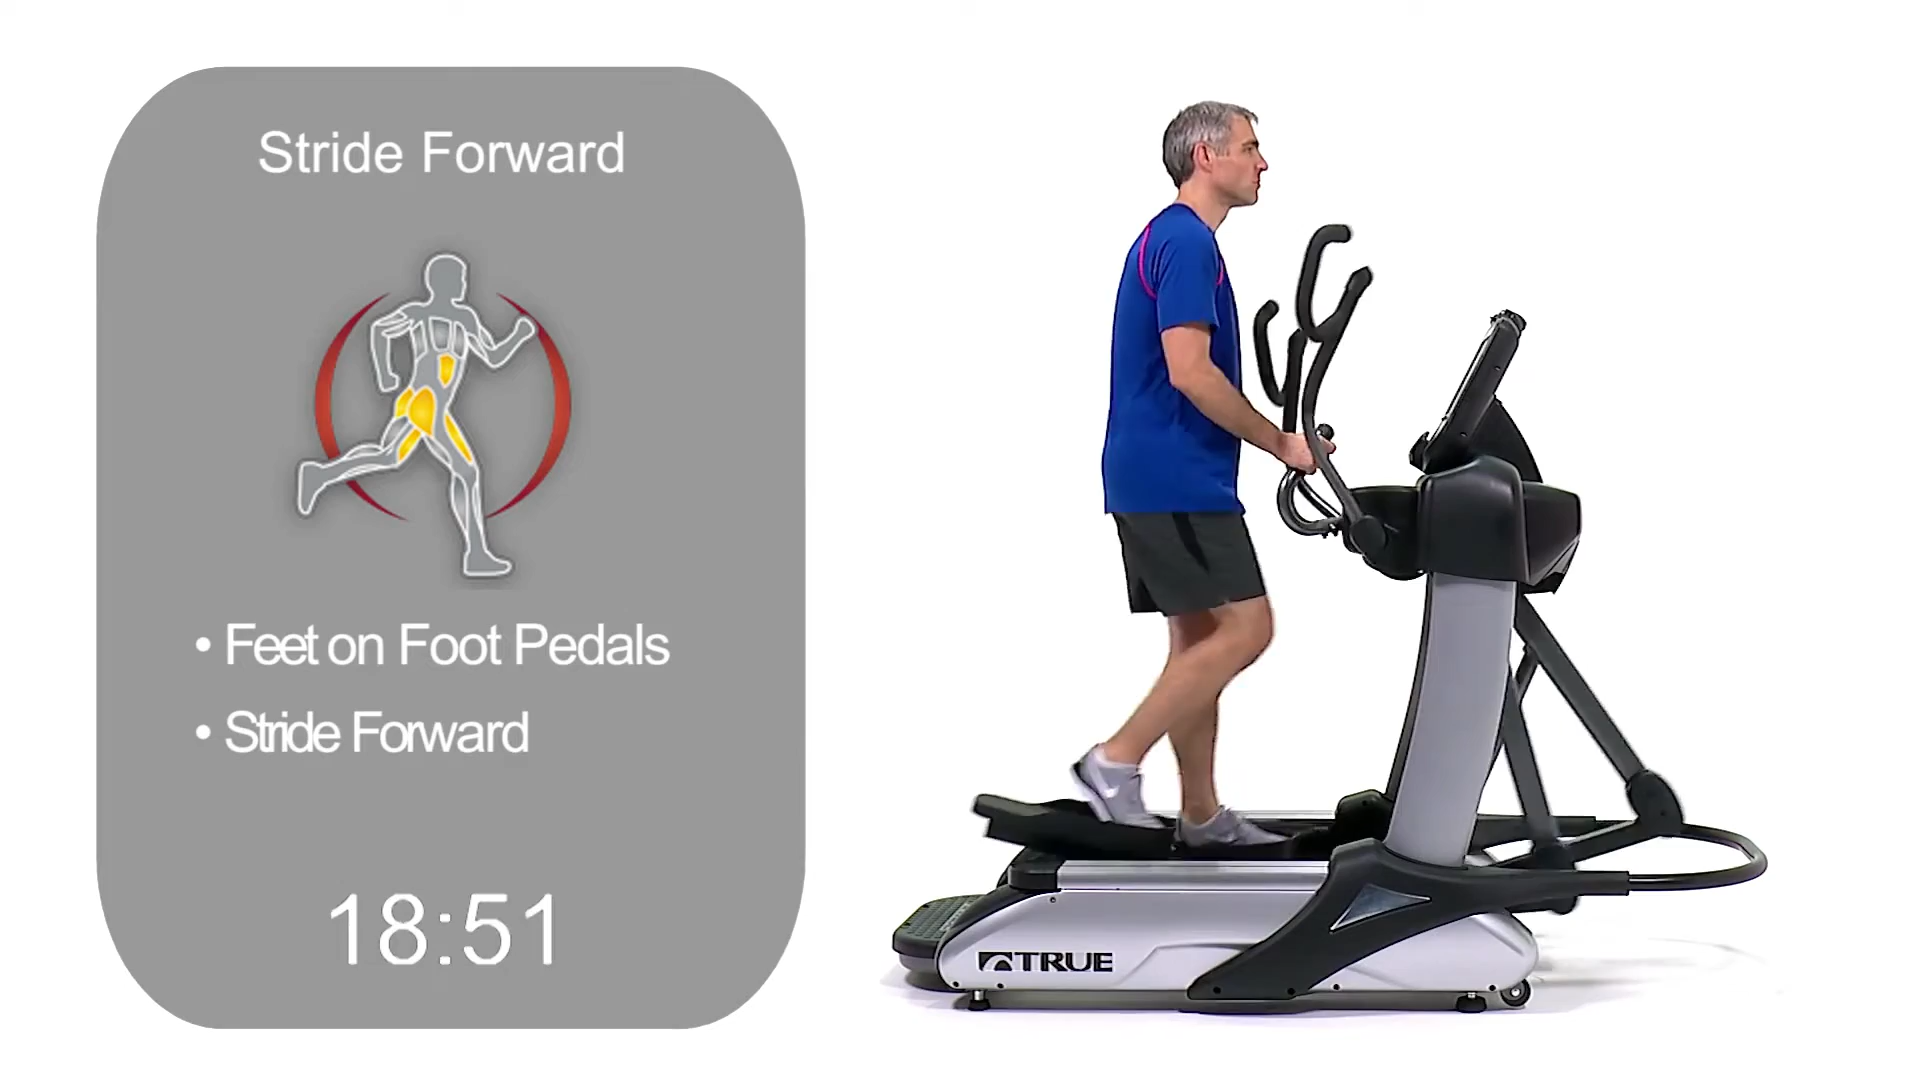 Stride Forward
• Feet on Foot Pedals
• Stride Forward
18:51
TRUE